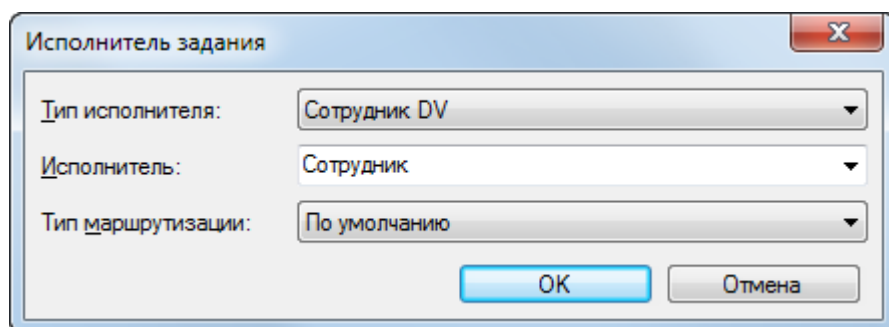 Исполнитель задания
Тип исполнителя: Сотрудник DV
Исполнитель: Сотрудник
Тип маршрутизации: По умолчанию
OK Отмена